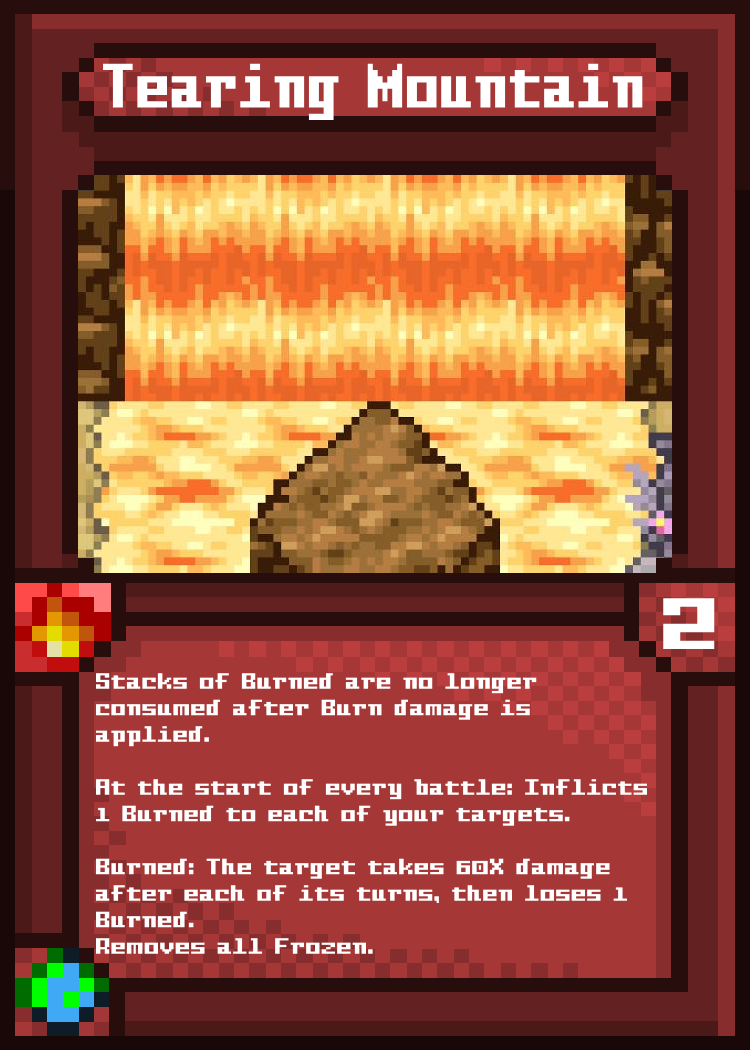 Tearing Mountain
2
Stacks of Burned are no longer
consumed after Burn damage is
applied.
At the start of every battle: Inflicts
1 Burned to each of your targets.
Burned: The target takes 60X damage
after each of its turns, then loses 1
Burned.
Removes all Frozen.